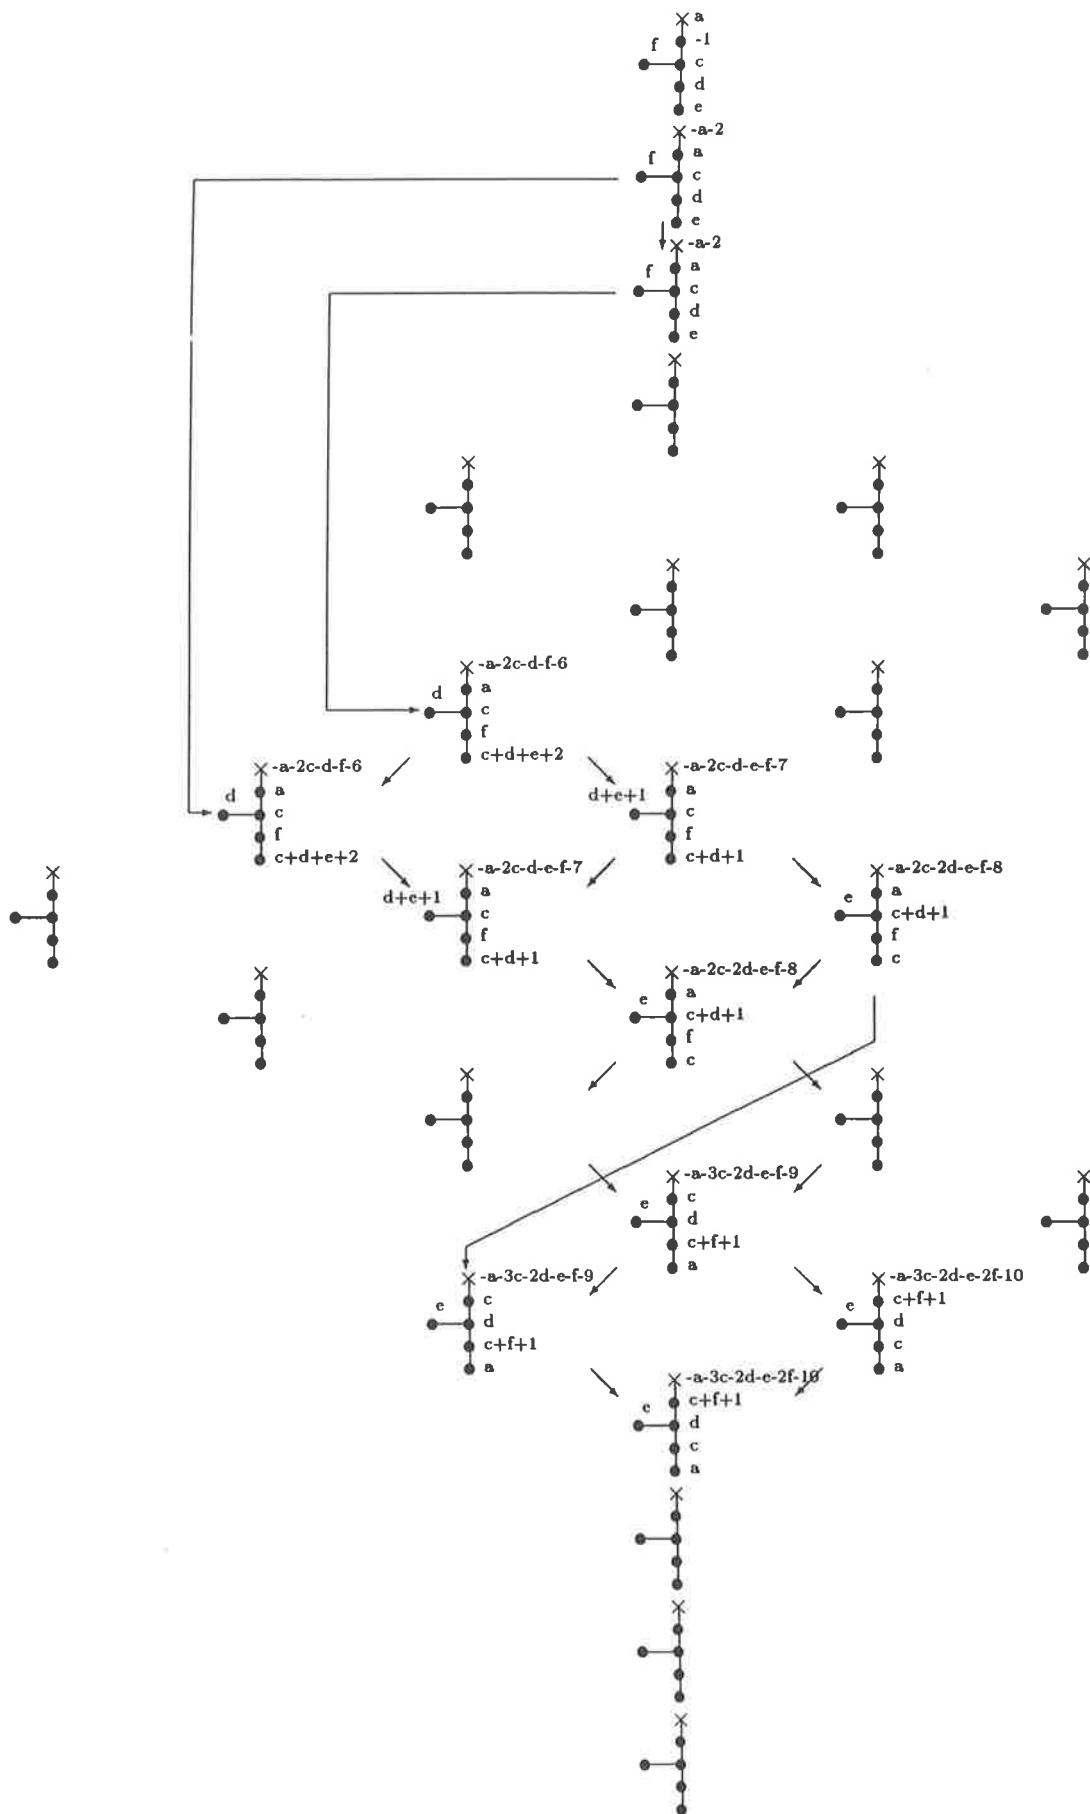 a
-1
f
c
d
e
-a-2
a
f
c
d
e
-a-2
a
f
c
d
e
-a-2c-d-f-6
a
d
c
f
c+d+e+2
-a-2c-d-f-6
a
d
c
f
c+d+e+2
-a-2c-d-e-f-7
a
d+e+1
c
f
c+d+1
-a-2c-d-e-f-7
a
d+e+1
c
f
c+d+1
-a-2c-2d-e-f-8
a
e
c+d+1
f
c
-a-2c-2d-e-f-8
a
e
c+d+1
f
c
-a-3c-2d-e-f-9
c
e
d
c+f+1
a
-a-3c-2d-e-f-9
c
e
d
c+f+1
a
-a-3c-2d-e-2f-10
c+f+1
e
d
c
a
-a-3c-2d-e-2f-10
c+f+1
e
d
c
a